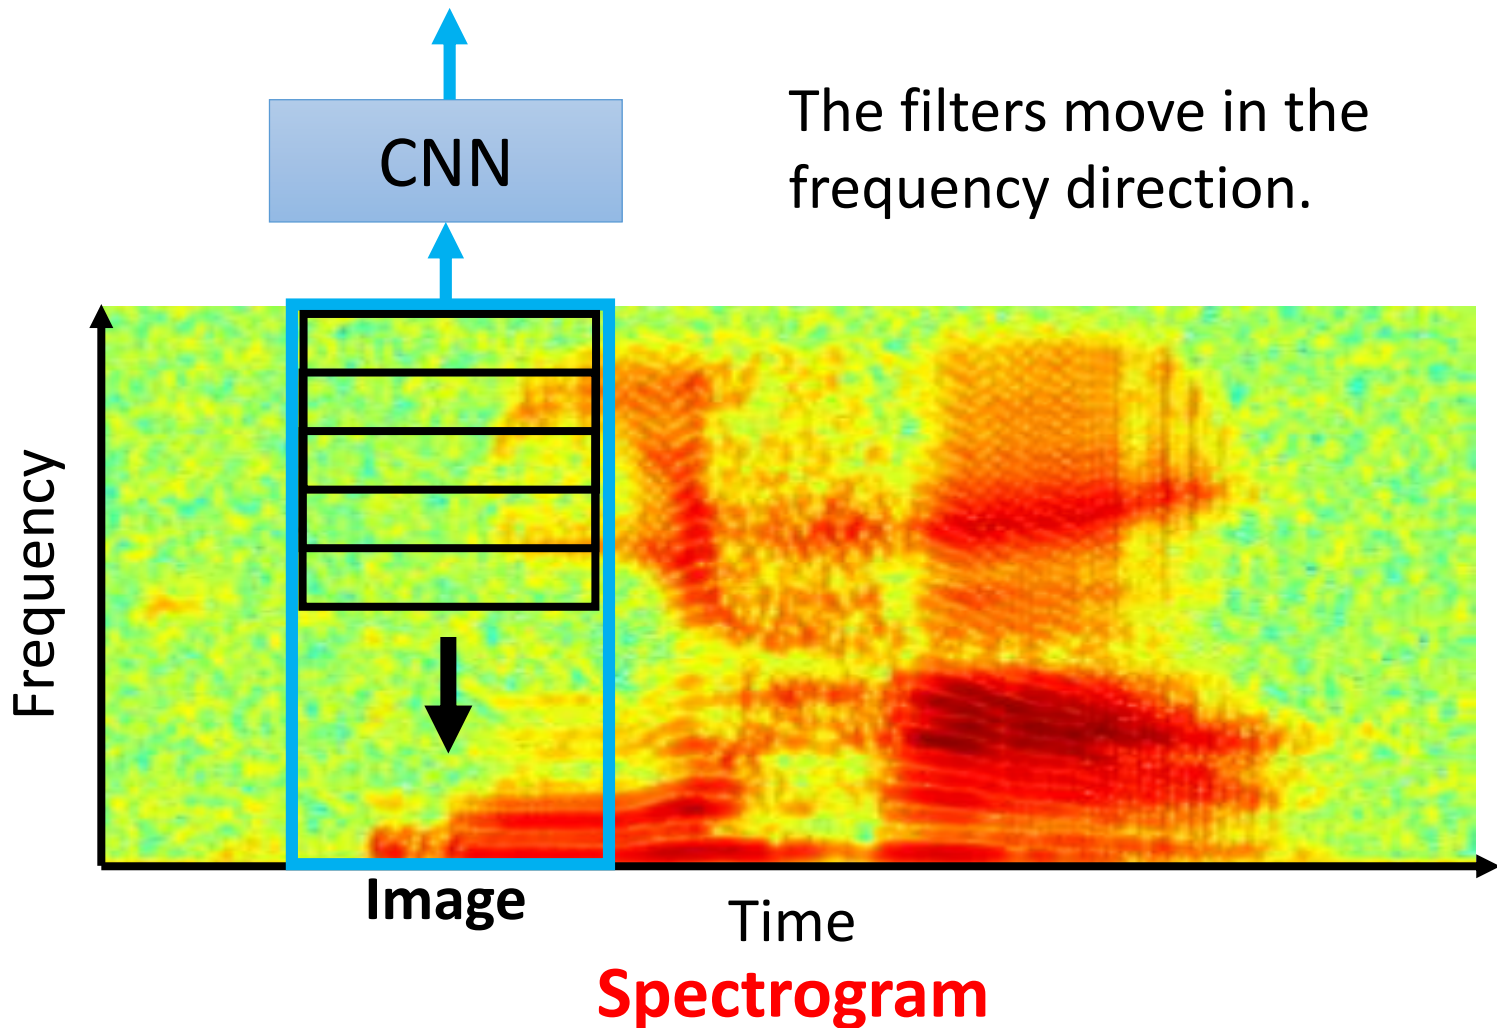 CNN
The filters move in the
frequency direction.
Frequency
Image
Time
Spectrogram